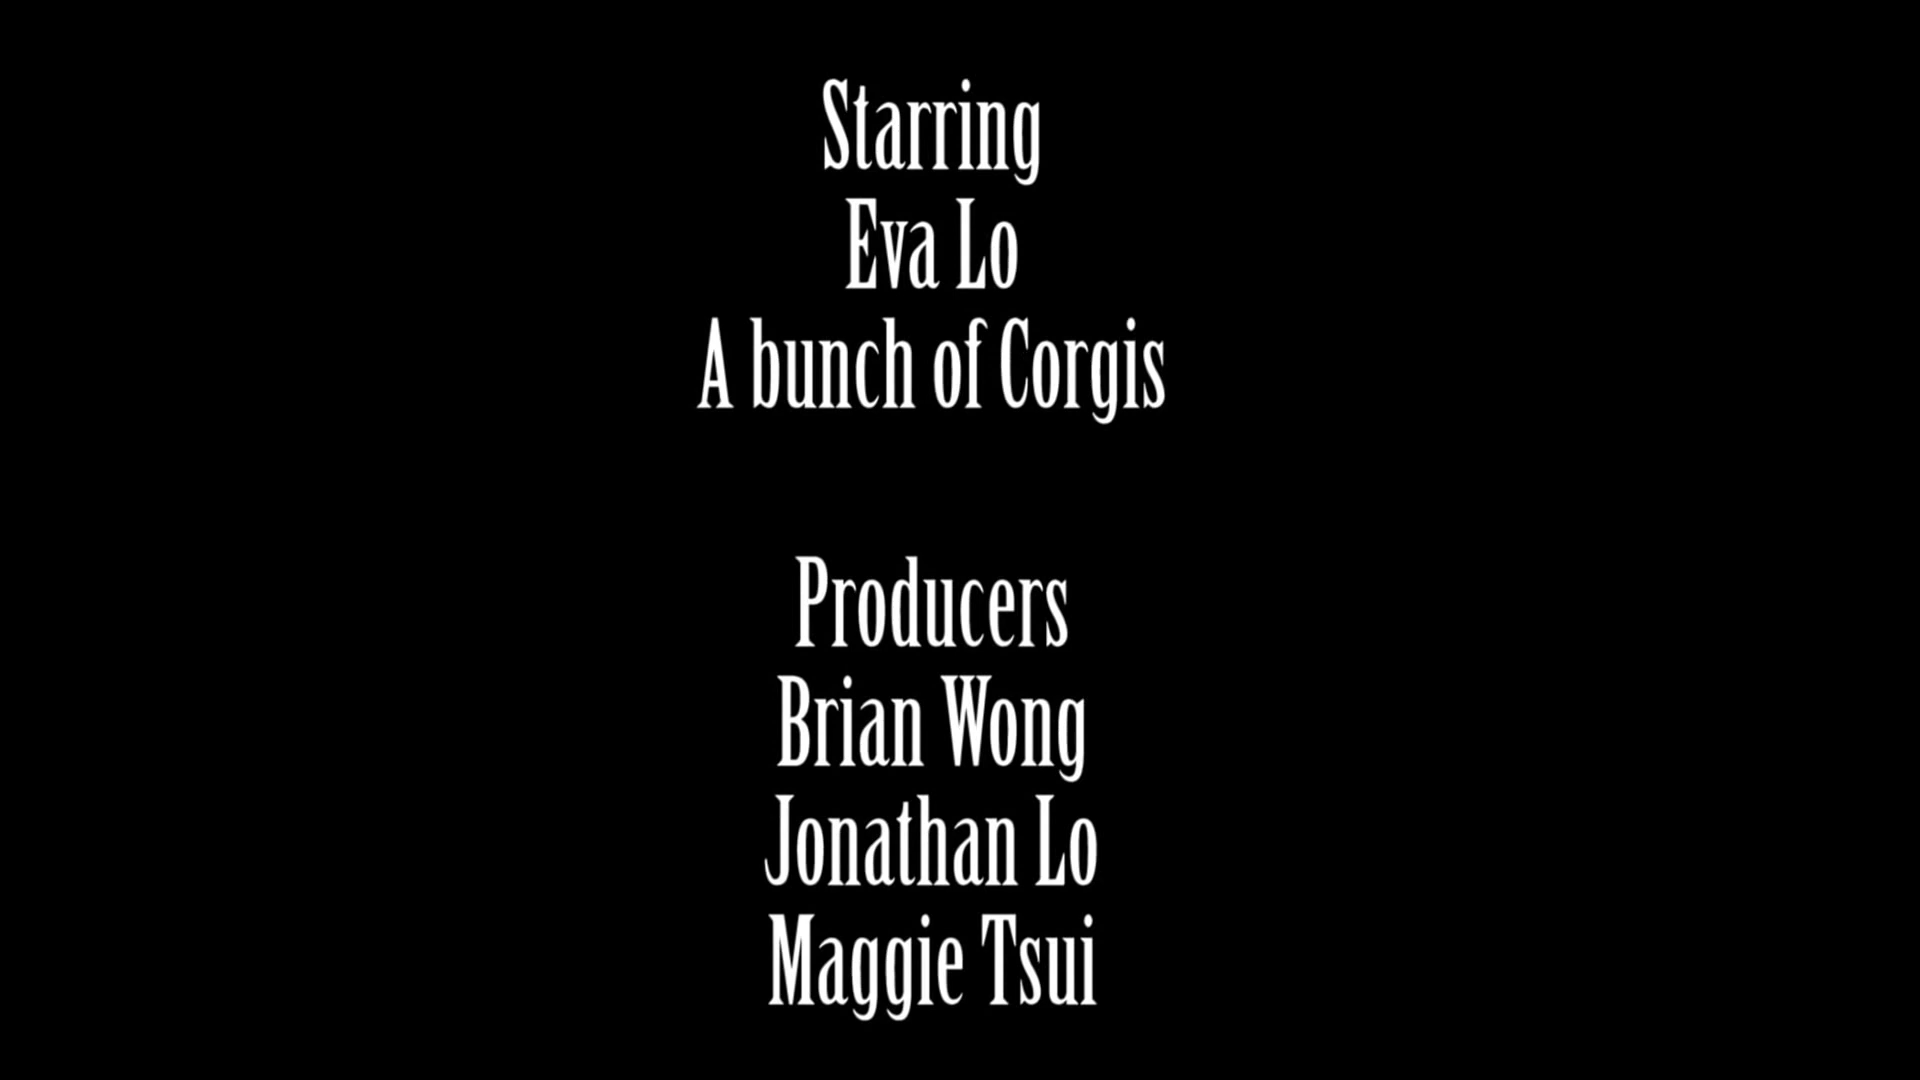 Starring
Eva Lo
A bunch of Corgis
Producers
Brian Wong
Jonathan Lo
Maggie Tsui